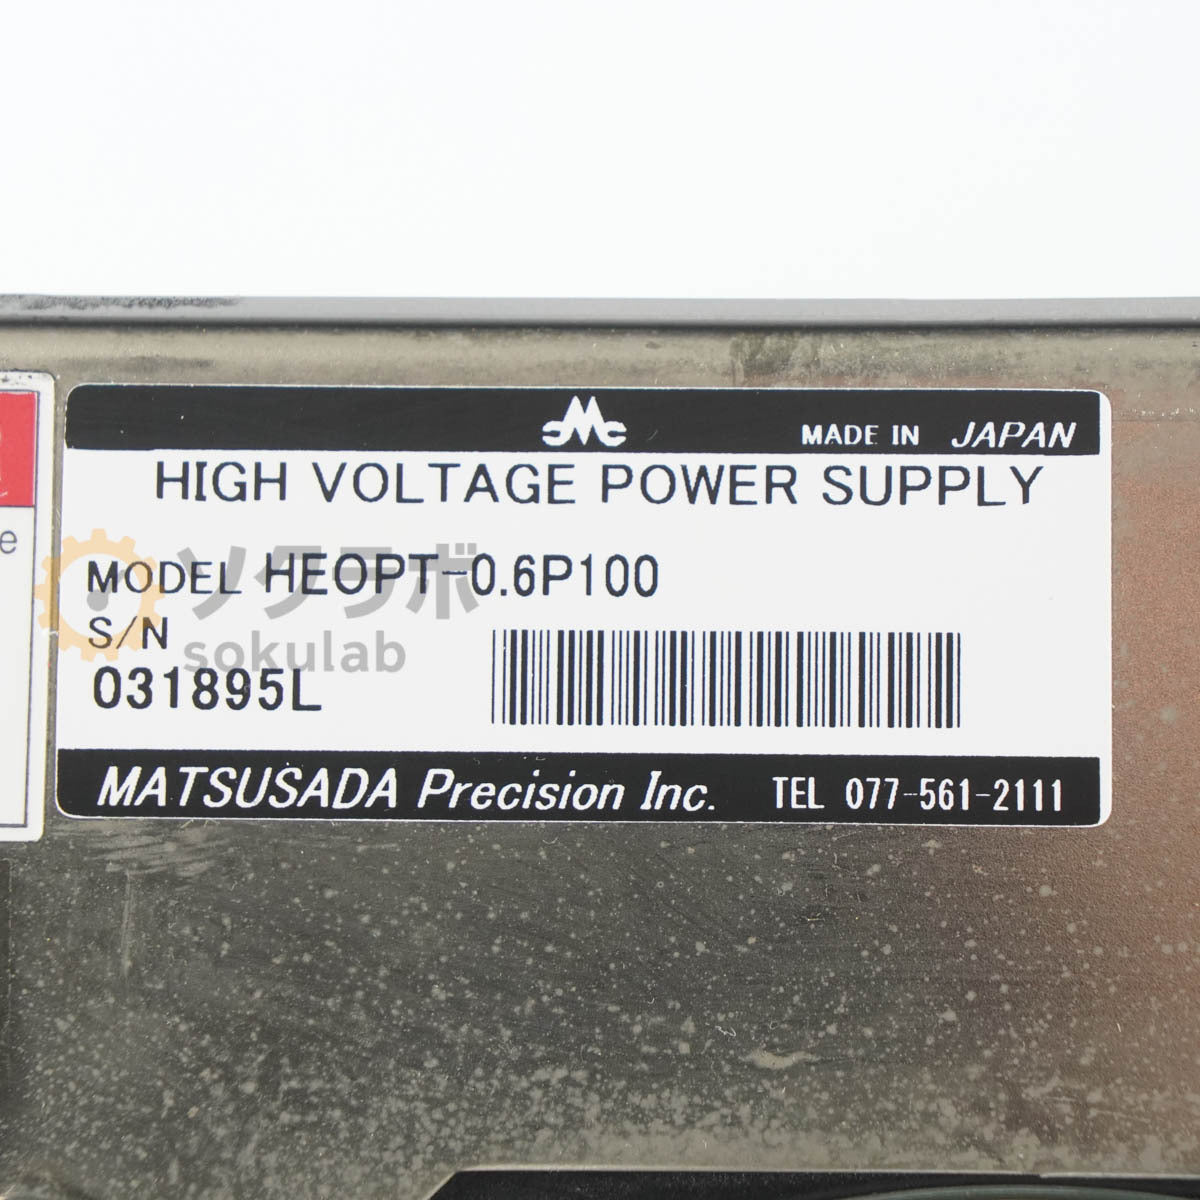 MADE IN JAPAN
HIGH VOLTAGE POWER SUPPLY
MODEL HEOPT-0.6P100
S/N
031895L
MATSUSADA Precision Inc. TEL 077-561-2111
e
ソクラボ
sokulab